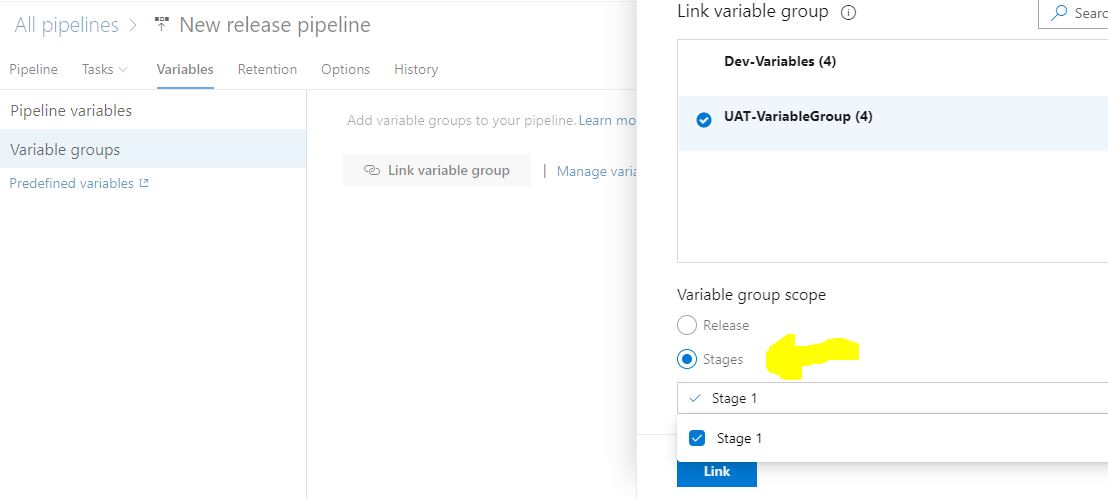 All pipelines > New release pipeline
Pipeline Tasks Variables Retention Options History
Pipeline variables
Variable groups
Predefined variables
Add variable groups to your pipeline. Learn mo
Link variable group | Manage varia
Link variable group
Searc
Dev-Variables (4)
UAT-VariableGroup (4)
Variable group scope
Release
Stages
Stage 1
Stage 1
Link